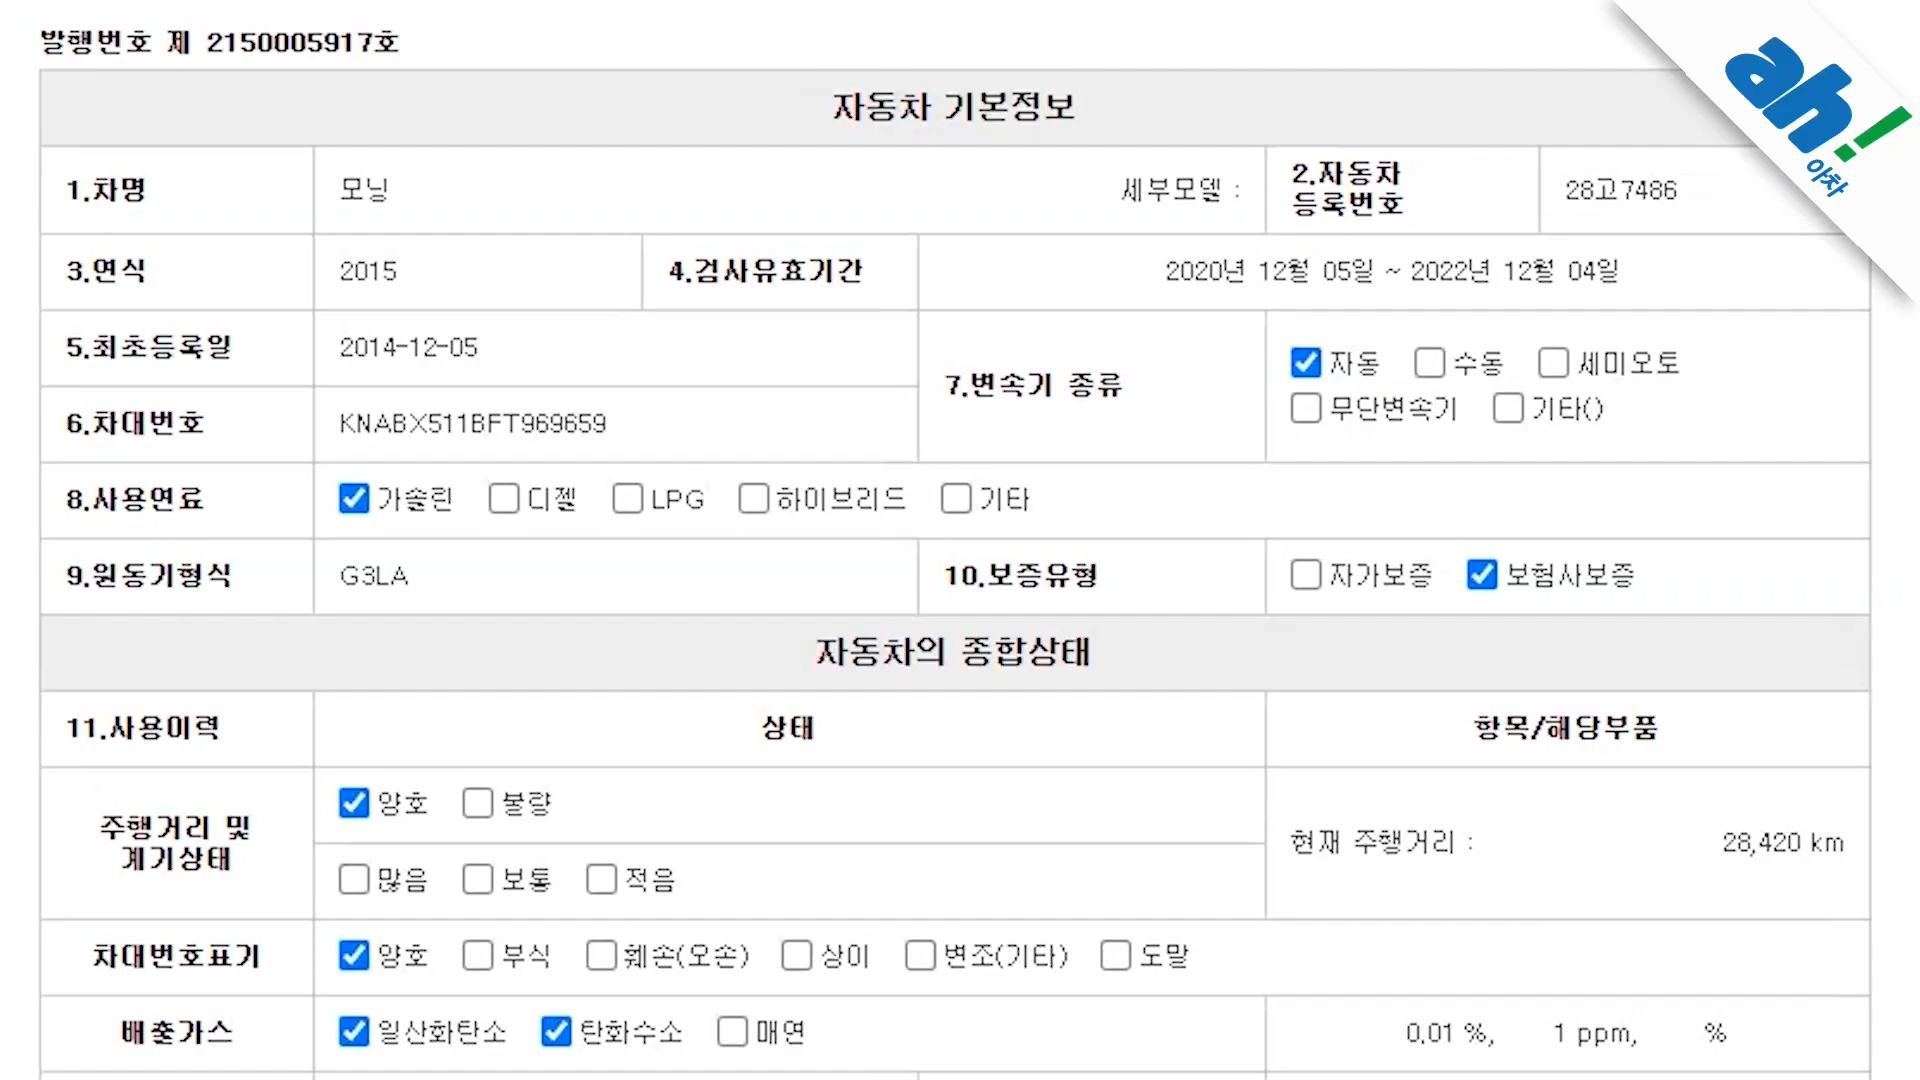 발행번호 제 2150005917호
자동차 기본정보
1.차명 모닝 세부모델 : 2.자동차 등록번호 28고7486
3.연식 2015 4.검사유효기간 2020년 12월 05일 ~ 2022년 12월 04일
5.최초등록일 2014-12-05
6.차대번호 KNABX511BFT969659
7.변속기 종류 자동 수동 세미오토
무단변속기 기타()
8.사용연료 가솔린 디젤 LPG 하이브리드 기타
9.원동기형식 G3LA 10.보증유형 자가보증 보험사보증
자동차의 종합상태
11.사용이력 상태 항목/해당부품
주행거리 및
계기상태
양호 불량
많음 보통 적음
현재 주행거리 : 28,420 km
차대번호표기 양호 부식 훼손(오손) 상이 변조(기타) 도말
배출가스 일산화탄소 탄화수소 매연 0.01 %, 1 ppm, %
ah!
아차